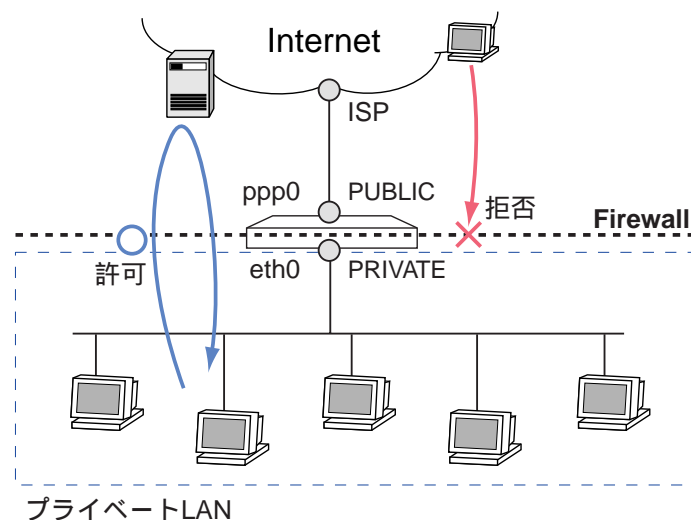 Internet
ISP
ppp0 PUBLIC
拒否
Firewall
許可
eth0 PRIVATE
プライベートLAN